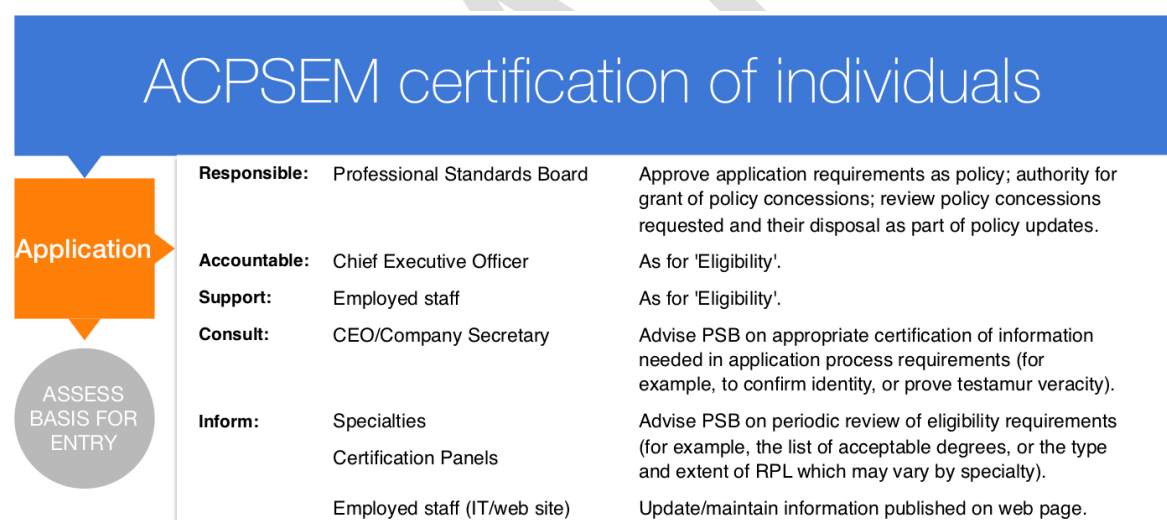 ACPSEM certification of individuals
Application
ASSESS
BASIS FOR
ENTRY
Responsible: Professional Standards Board Approve application requirements as policy; authority for
grant of policy concessions; review policy concessions
requested and their disposal as part of policy updates.
Accountable: Chief Executive Officer As for 'Eligibility'.
Support: Employed staff As for 'Eligibility'.
Consult: CEO/Company Secretary Advise PSB on appropriate certification of information
needed in application process requirements (for
example, to confirm identity, or prove testamur veracity).
Inform: Specialties Advise PSB on periodic review of eligibility requirements
(for example, the list of acceptable degrees, or the type
Certification Panels
and extent of RPL which may vary by specialty).
Employed staff (IT/web site) Update/maintain information published on web page.